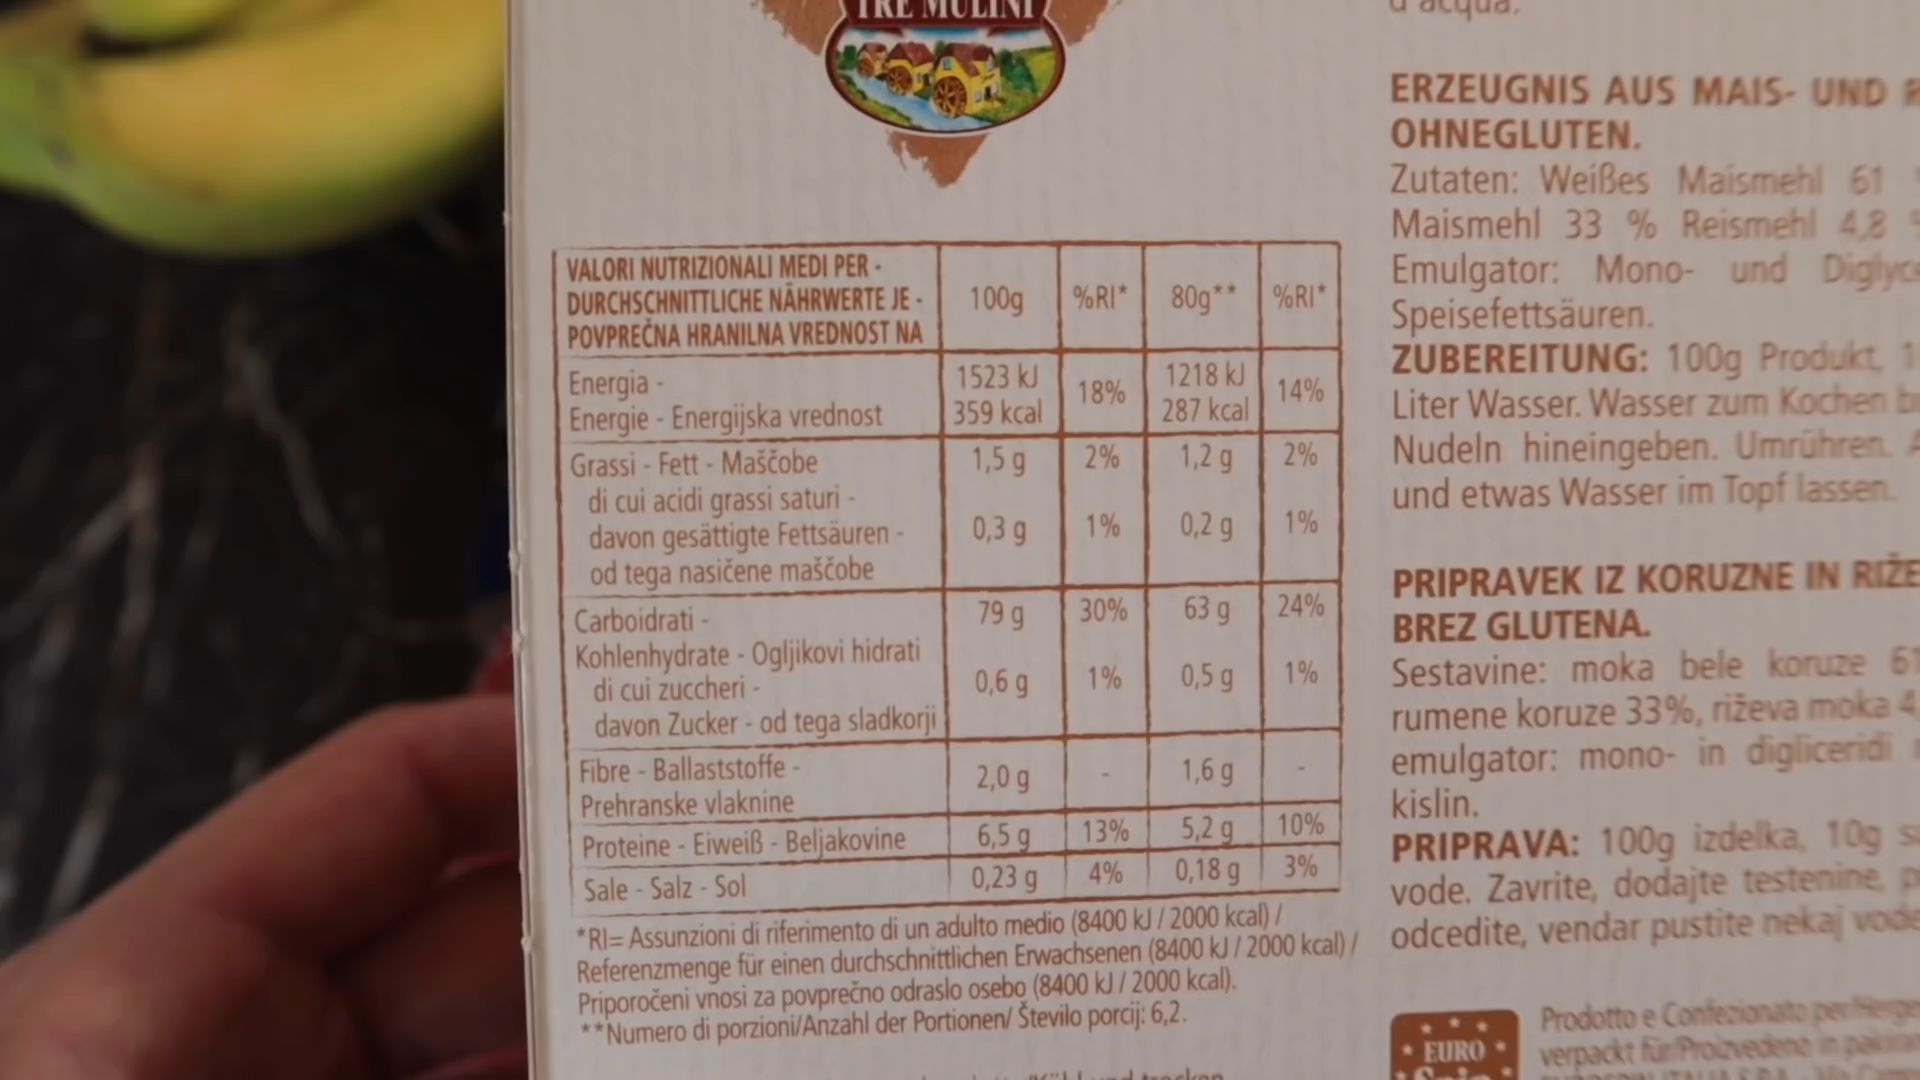 TRE MULINI
VALORI NUTRIZIONALI MEDI PER -
DURCHSCHNITTLICHE NÄHRWERTE JE -
POVPREČNA HRANILNA VREDNOST NA
100g %RI* 80g** %RI*
Energia -
Energie - Energijska vrednost
1523 kJ
359 kcal
18%
1218 kJ
287 kcal
14%
Grassi - Fett - Maščobe 1,5 g 2% 1,2 g 2%
di cui acidi grassi saturi -
davon gesättigte Fettsäuren - 0,3 g 1% 0,2 g 1%
od tega nasičene maščobe
Carboidrati - 79 g 30% 63 g 24%
Kohlenhydrate - Ogljikovi hidrati
di cui zuccheri - 0,6 g 1% 0,5 g 1%
davon Zucker - od tega sladkorji
Fibre - Ballaststoffe - 2,0 g - 1,6 g -
Prehranske vlaknine
Proteine - Eiweiß - Beljakovine 6,5 g 13% 5,2 g 10%
Sale - Salz - Sol 0,23 g 4% 0,18 g 3%
*RI= Assunzioni di riferimento di un adulto medio (8400 kJ / 2000 kcal) /
Referenzmenge für einen durchschnittlichen Erwachsenen (8400 kJ / 2000 kcal) /
Priporočeni vnosi za povprečno odraslo osebo (8400 kJ / 2000 kcal).
**Numero di porzioni/Anzahl der Portionen/ Število porcij: 6,2.
d'acqua.
ERZEUGNIS AUS MAIS- UND
OHNEGLUTEN.
Zutaten: Weißes Maismehl 61
Maismehl 33 % Reismehl 4,8
Emulgator: Mono- und
Speisefettsäuren.
ZUBEREITUNG: 100g Produkt,
Liter Wasser. Wasser zum Kochen
Nudeln hineingeben. Umrühren.
und etwas Wasser im Topf lassen.
PRIPRAVEK IZ KORUZNE IN
BREZ GLUTENA.
Sestavine: moka bele koruze
rumene koruze 33%, riževa moka
emulgator: mono- in digliceridi
kislin.
PRIPRAVA: 100g izdelka, 10g
vode. Zavrite, dodajte testenine,
odcedite, vendar pustite nekaj
EURO
Prodotto e Confezionato
verpackt für/Proizvedeno in